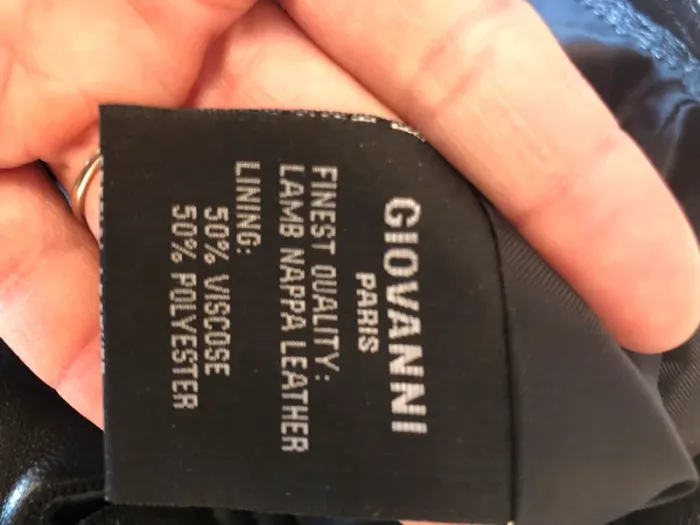 GIOVANNI
PARIS
FINEST QUALITY:
LAMB NAPPA LEATHER
LINING:
50% VISCOSE
50% POLYESTER